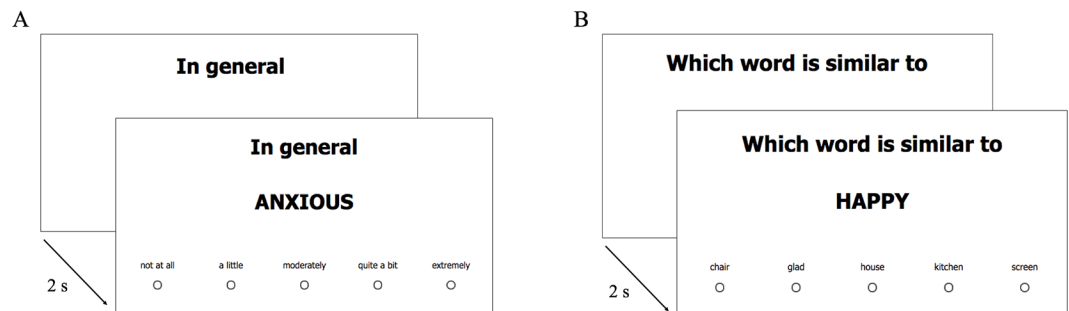 A
In general
In general
ANXIOUS
not at all a little moderately quite a bit extremely
2 s
B
Which word is similar to
Which word is similar to
HAPPY
chair glad house kitchen screen
2 s